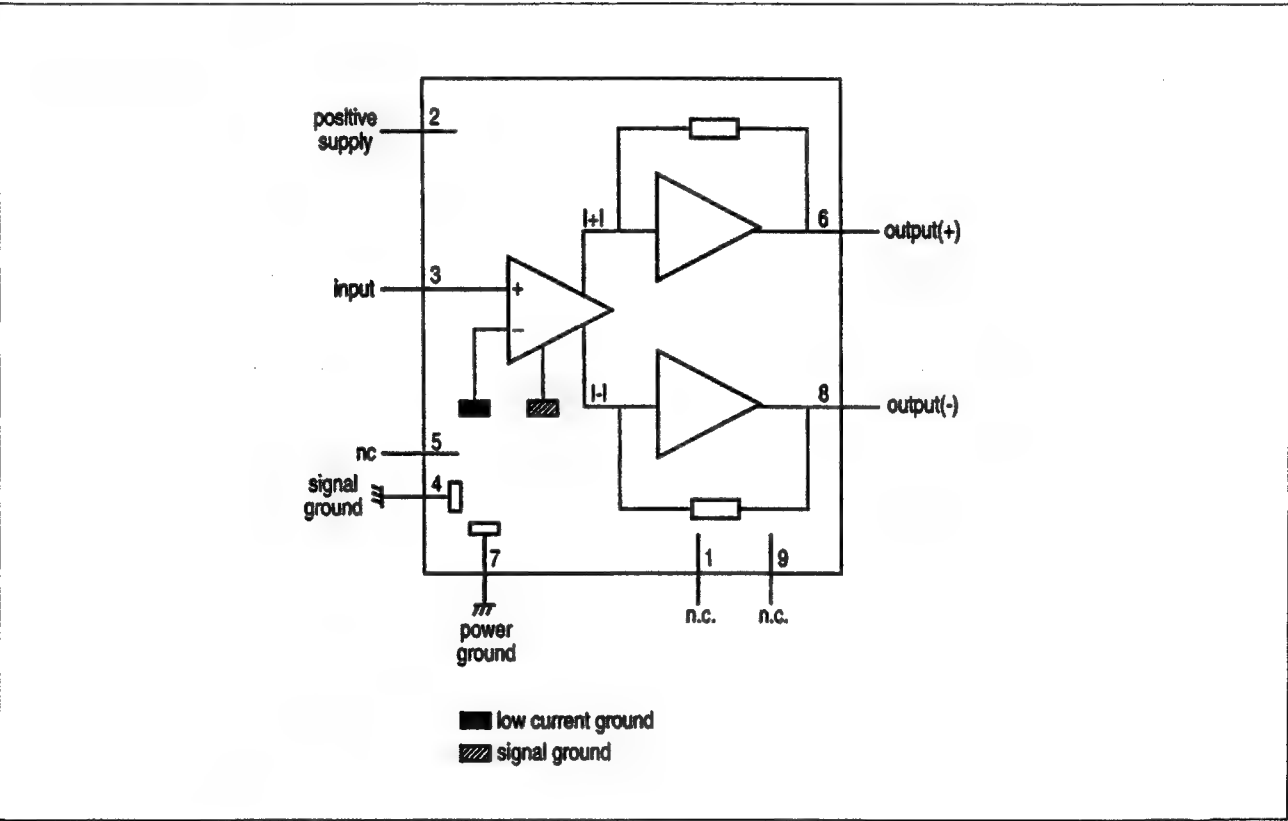 positive
supply
2
input
3
+
−
I+I
6
output(+)
I-I
8
output(-)
nc
5
signal
ground
4
7
power
ground
1
n.c.
9
n.c.
low current ground
signal ground